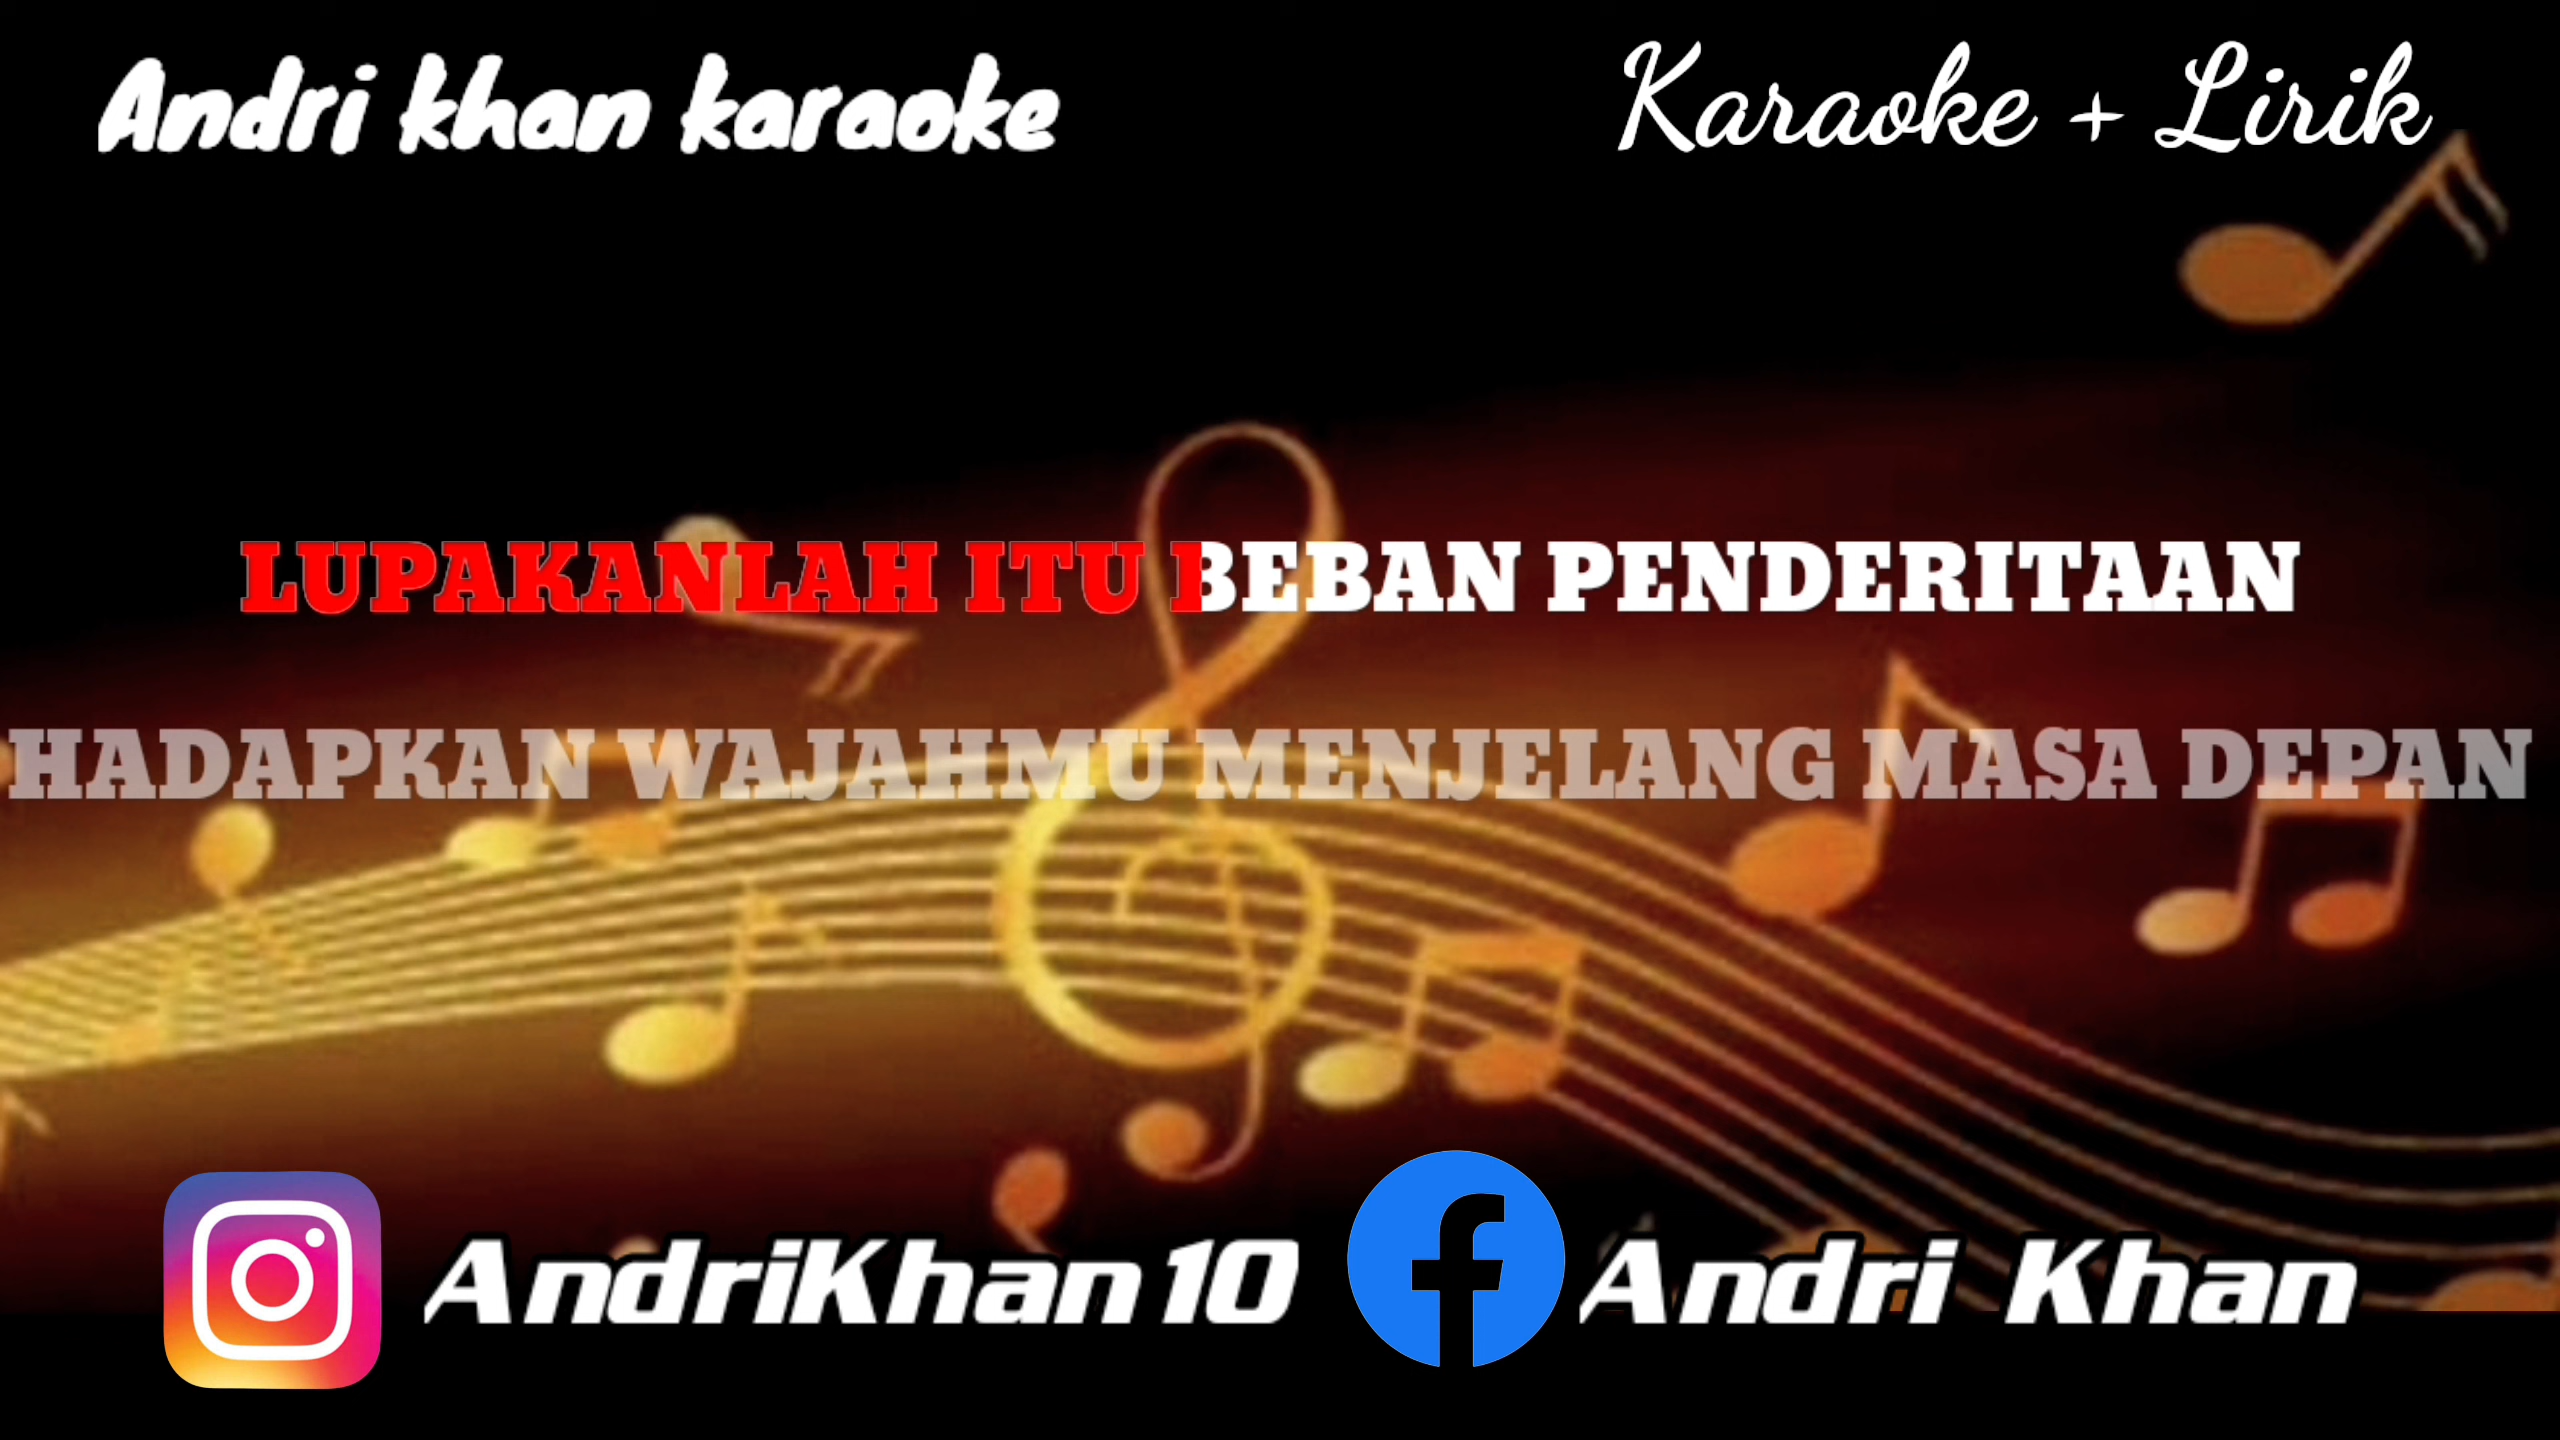 Andri khan karaoke
Karaoke + Lirik
LUPAKANLAH ITU BEBAN PENDERITAAN
HADAPKAN WAJAHMU MENJELANG MASA DEPAN
AndriKhan10
Andri Khan